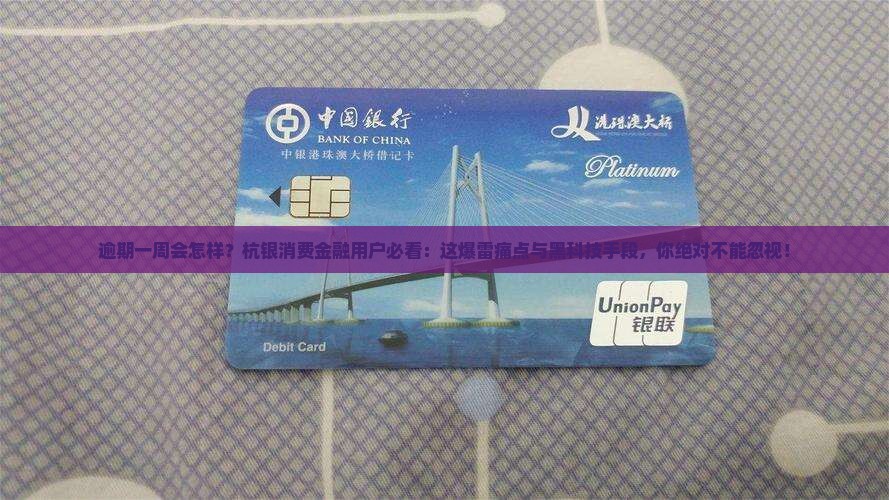 中国银行
BANK OF CHINA
中银港珠澳大桥借记卡
港珠澳大桥
Platinum
逾期一周会怎样？杭银消费金融用户必看：这爆雷痛点与黑科技手段，你绝对不能忽视！
UnionPay
银联
Debit Card